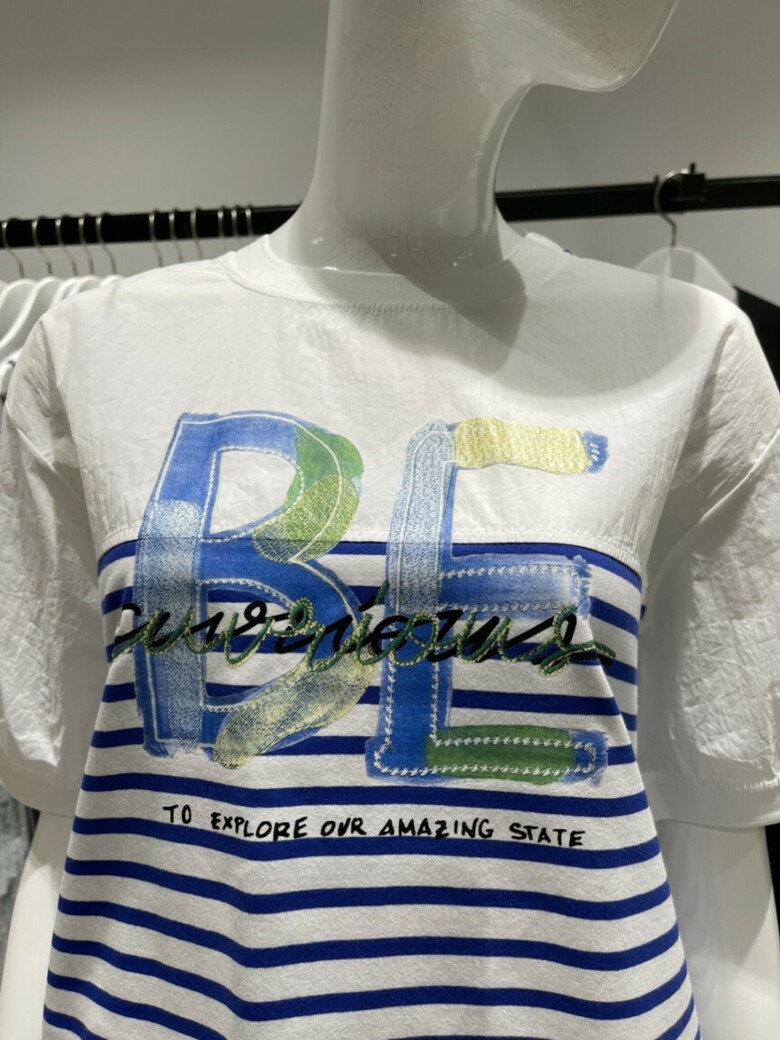 BE
curious
TO EXPLORE OUR AMAZING STATE